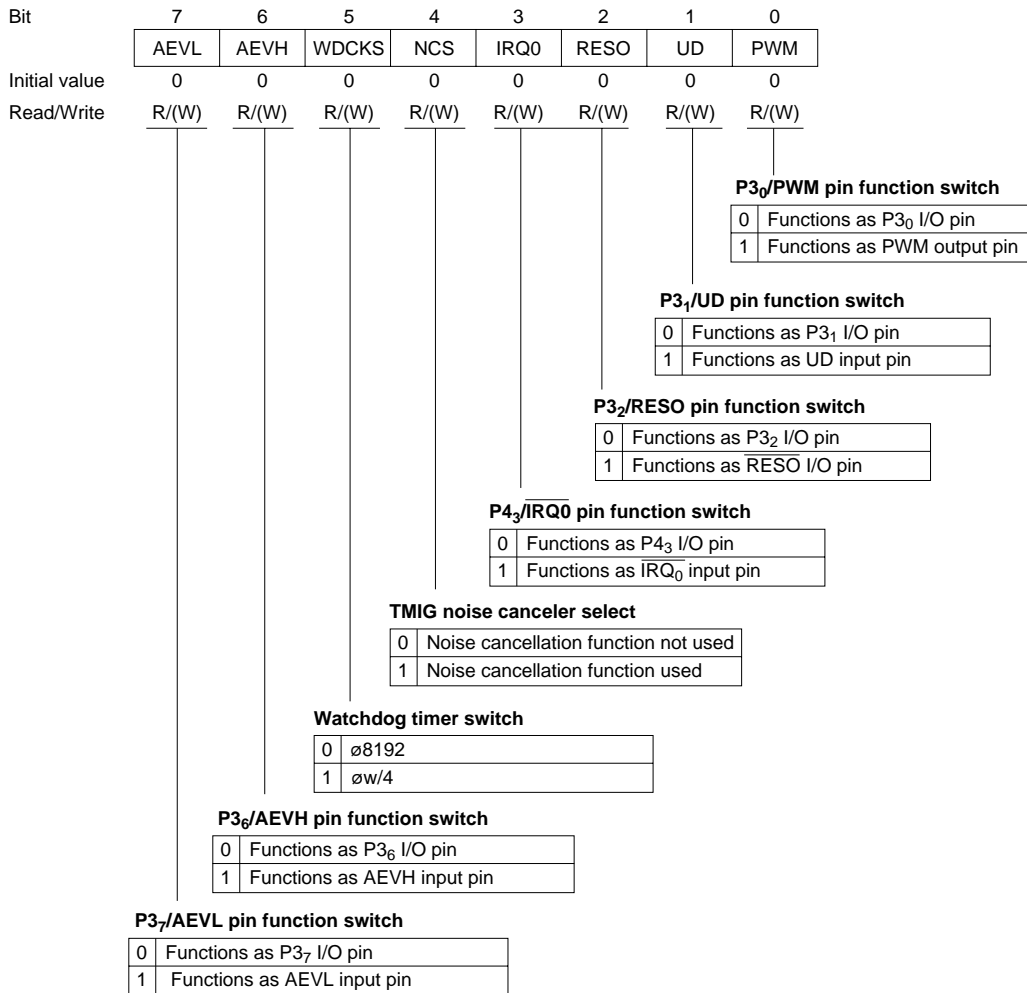 Bit 7 6 5 4 3 2 1 0
AEVL AEVH WDCKS NCS IRQ0 RESO UD PWM
Initial value 0 0 0 0 0 0 0 0
Read/Write R/(W) R/(W) R/(W) R/(W) R/(W) R/(W) R/(W) R/(W)
P3₀/PWM pin function switch
0 Functions as P3₀ I/O pin
1 Functions as PWM output pin
P3₁/UD pin function switch
0 Functions as P3₁ I/O pin
1 Functions as UD input pin
P3₂/RESO pin function switch
0 Functions as P3₂ I/O pin
1 Functions as R̅E̅S̅O̅ I/O pin
P4₃/I̅R̅Q̅0̅ pin function switch
0 Functions as P4₃ I/O pin
1 Functions as I̅R̅Q̅₀̅ input pin
TMIG noise canceler select
0 Noise cancellation function not used
1 Noise cancellation function used
Watchdog timer switch
0 ø8192
1 øw/4
P3₆/AEVH pin function switch
0 Functions as P3₆ I/O pin
1 Functions as AEVH input pin
P3₇/AEVL pin function switch
0 Functions as P3₇ I/O pin
1 Functions as AEVL input pin